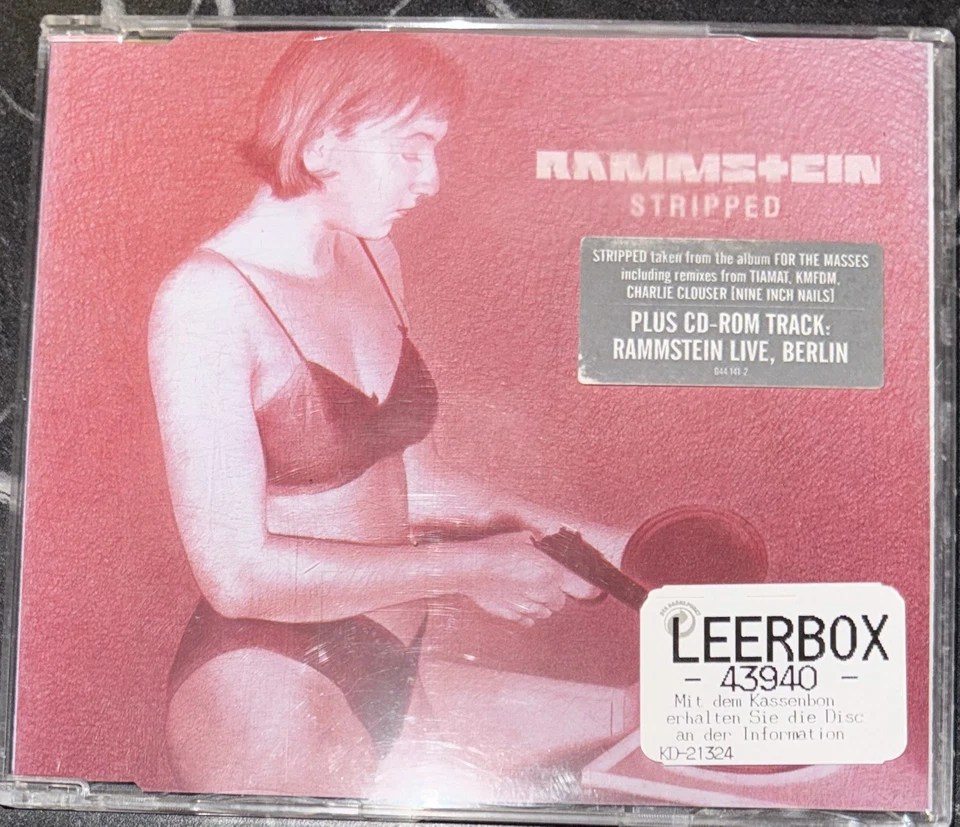 RAMMSTEIN
STRIPPED
STRIPPED taken from the album FOR THE MASSES
including remixes from TIAMAT, KMFDM,
CHARLIE CLOUSER [NINE INCH NAILS]
PLUS CD-ROM TRACK:
RAMMSTEIN LIVE, BERLIN
044 141-2
LEERBOX
- 43940 -
Mit dem Kassenbon
erhalten Sie die Disc
an der Information
KD-21324